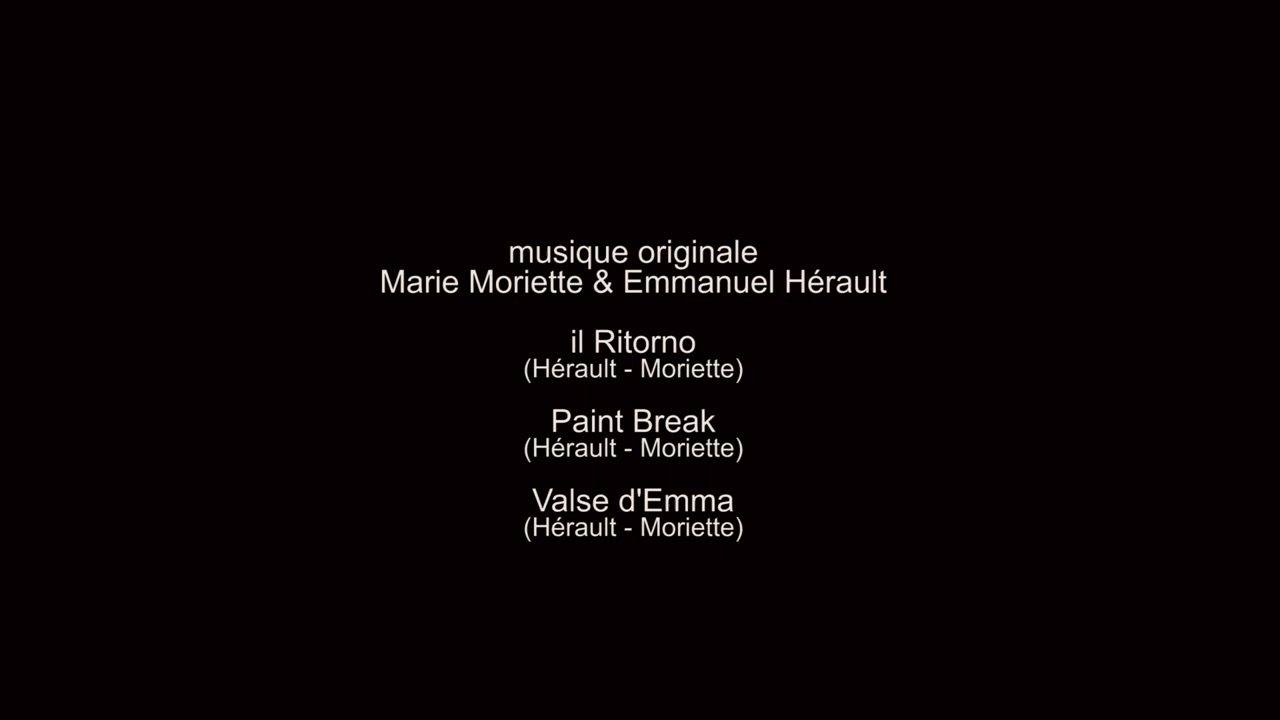 musique originale
Marie Moriette & Emmanuel Hérault
il Ritorno
(Hérault - Moriette)
Paint Break
(Hérault - Moriette)
Valse d'Emma
(Hérault - Moriette)